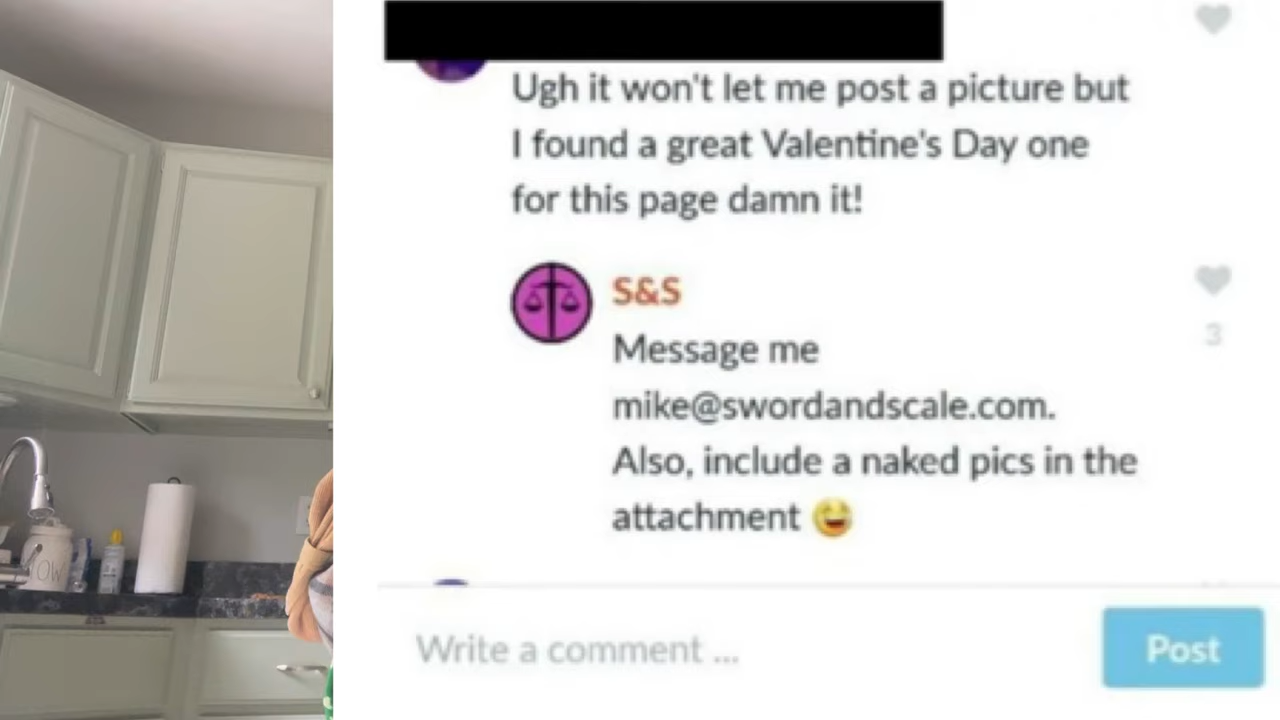 Ugh it won't let me post a picture but
I found a great Valentine's Day one
for this page damn it!
S&S
Message me
3
mike@swordandscale.com.
Also, include a naked pics in the
attachment 😆
OW
Write a comment ...
Post